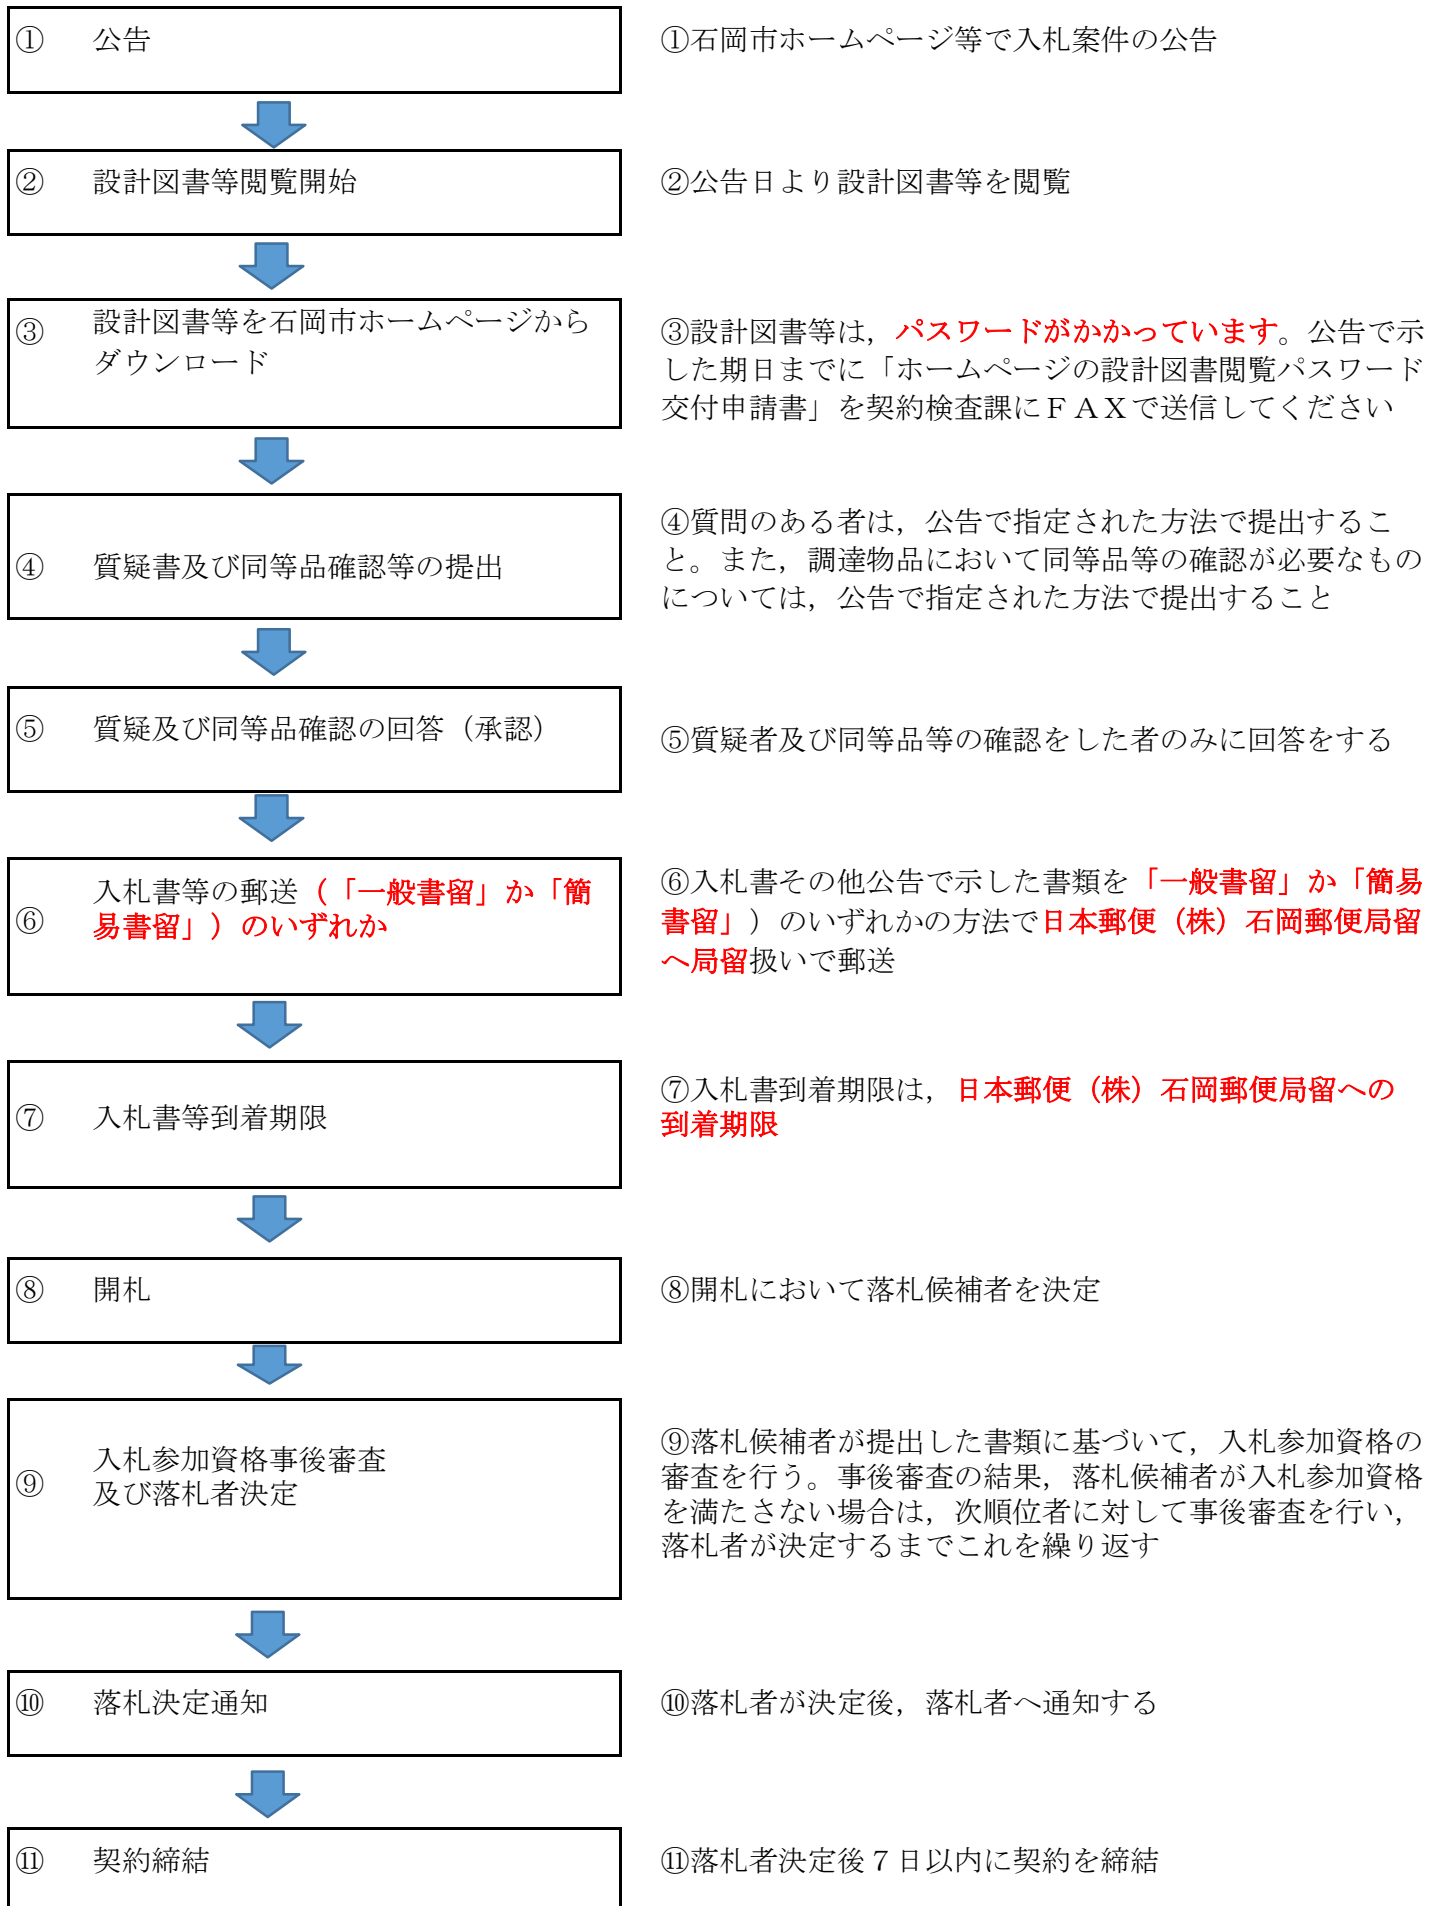 ① 公告
①石岡市ホームページ等で入札案件の公告
② 設計図書等閲覧開始
②公告日より設計図書等を閲覧
③ 設計図書等を石岡市ホームページから
ダウンロード
③設計図書等は，パスワードがかかっています。公告で示
した期日までに「ホームページの設計図書閲覧パスワード
交付申請書」を契約検査課にＦＡＸで送信してください
④ 質疑書及び同等品確認等の提出
④質問のある者は，公告で指定された方法で提出するこ
と。また，調達物品において同等品等の確認が必要なもの
については，公告で指定された方法で提出すること
⑤ 質疑及び同等品確認の回答（承認）
⑤質疑者及び同等品等の確認をした者のみに回答をする
⑥ 入札書等の郵送（「一般書留」か「簡
易書留」）のいずれか
⑥入札書その他公告で示した書類を「一般書留」か「簡易
書留」）のいずれかの方法で日本郵便（株）石岡郵便局留
へ局留扱いで郵送
⑦ 入札書等到着期限
⑦入札書到着期限は，日本郵便（株）石岡郵便局留への
到着期限
⑧ 開札
⑧開札において落札候補者を決定
⑨ 入札参加資格事後審査
及び落札者決定
⑨落札候補者が提出した書類に基づいて，入札参加資格の
審査を行う。事後審査の結果，落札候補者が入札参加資格
を満たさない場合は，次順位者に対して事後審査を行い，
落札者が決定するまでこれを繰り返す
⑩ 落札決定通知
⑩落札者が決定後，落札者へ通知する
⑪ 契約締結
⑪落札者決定後７日以内に契約を締結